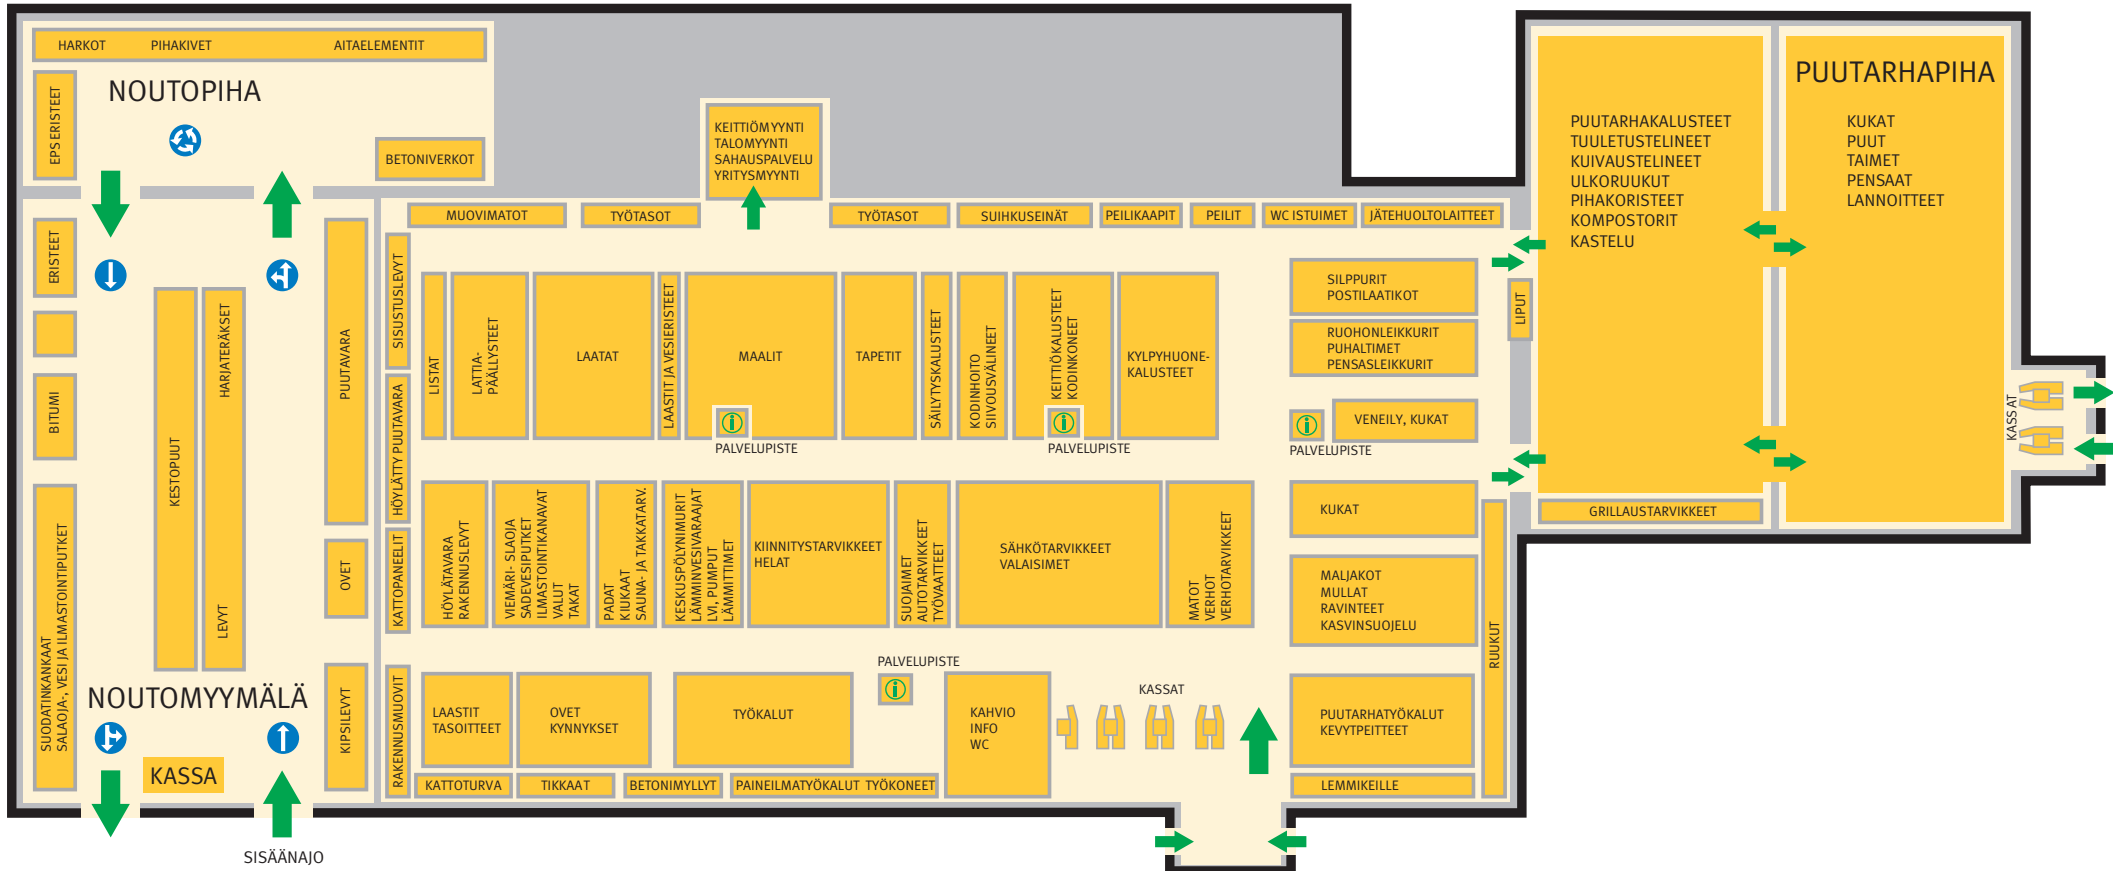 HARKOT
PIHAKIVET
AITAELEMENTIT
EPS ERISTEET
NOUTOPIHA
BETONIVERKOT
KEITTIÖMYYNTI
TALOMYYNTI
SAHAUSPALVELU
YRITYSMYYNTI
PUUTARHAKALUSTEET
TUULETUSTELINEET
KUIVAUSTELINEET
ULKORUUKUT
PIHAKORISTEET
KOMPOSTORIT
KASTELU
PUUTARHAPIHA
KUKAT
PUUT
TAIMET
PENSAAT
LANNOITTEET
MUOVIMATOT
TYÖTASOT
TYÖTASOT
SUIHKUSEINÄT
PEILIKAAPIT
PEILIT
WC ISTUIMET
JÄTEHUOLTOLAITTEET
ERISTEET
BITUMI
SUODATINKANKAAT
SALAOJA-, VESI JA ILMASTOINTIPUTKET
KESTOPUUT
HARJATERÄKSET
LEVYT
PUUTAVARA
OVET
KIPSILEVYT
NOUTOMYYMÄLÄ
KASSA
SISÄÄNAJO
SISUSTUSLEVYT
HÖYLÄTTY PUUTAVARA
KATTOPANEELIT
RAKENNUSMUOVIT
LISTAT
LATTIA-
PÄÄLLYSTEET
LAATAT
LAASTIT JA VESIERISTEET
MAALIT
PALVELUPISTE
TAPETIT
SÄILYTYSKALUSTEET
KODINHOITO
SIIVOUSVÄLINEET
KEITTIÖKALUSTEET
KODINKONEET
PALVELUPISTE
KYLPYHUONE-
KALUSTEET
SILPPURIT
POSTILAATIKOT
RUOHONLEIKKURIT
PUHALTIMET
PENSASLEIKKURIT
VENEILY, KUKAT
PALVELUPISTE
LIPUT
KASSAT
GRILLAUSTARVIKKEET
HÖYLÄTAVARA
RAKENNUSLEVYT
VIEMÄRI- SLAOJA
SADEVESIPUTKET
ILMASTOINTIKANAVAT
VALUT
TAKAT
PADAT
KIUKAAT
SAUNA- JA TAKKATARV.
KESKUSPÖLYNIMURIT
LÄMMINVESIVARAAJAT
LVI, PUMPUT
LÄMMITTIMET
KIINNITYSTARVIKKEET
HELAT
SUOJAIMET
AUTOTARVIKKEET
TYÖVAATTEET
SÄHKÖTARVIKKEET
VALAISIMET
MATOT
VERHOT
VERHOTARVIKKEET
KUKAT
MALJAKOT
MULLAT
RAVINTEET
KASVINSUOJELU
RUUKUT
LAASTIT
TASOITTEET
OVET
KYNNYKSET
TYÖKALUT
PALVELUPISTE
KAHVIO
INFO
WC
KASSAT
PUUTARHATYÖKALUT
KEVYTPEITTEET
KATTOTURVA
TIKKAAT
BETONIMYLLYT
PAINEILMATYÖKALUT TYÖKONEET
LEMMIKEILLE